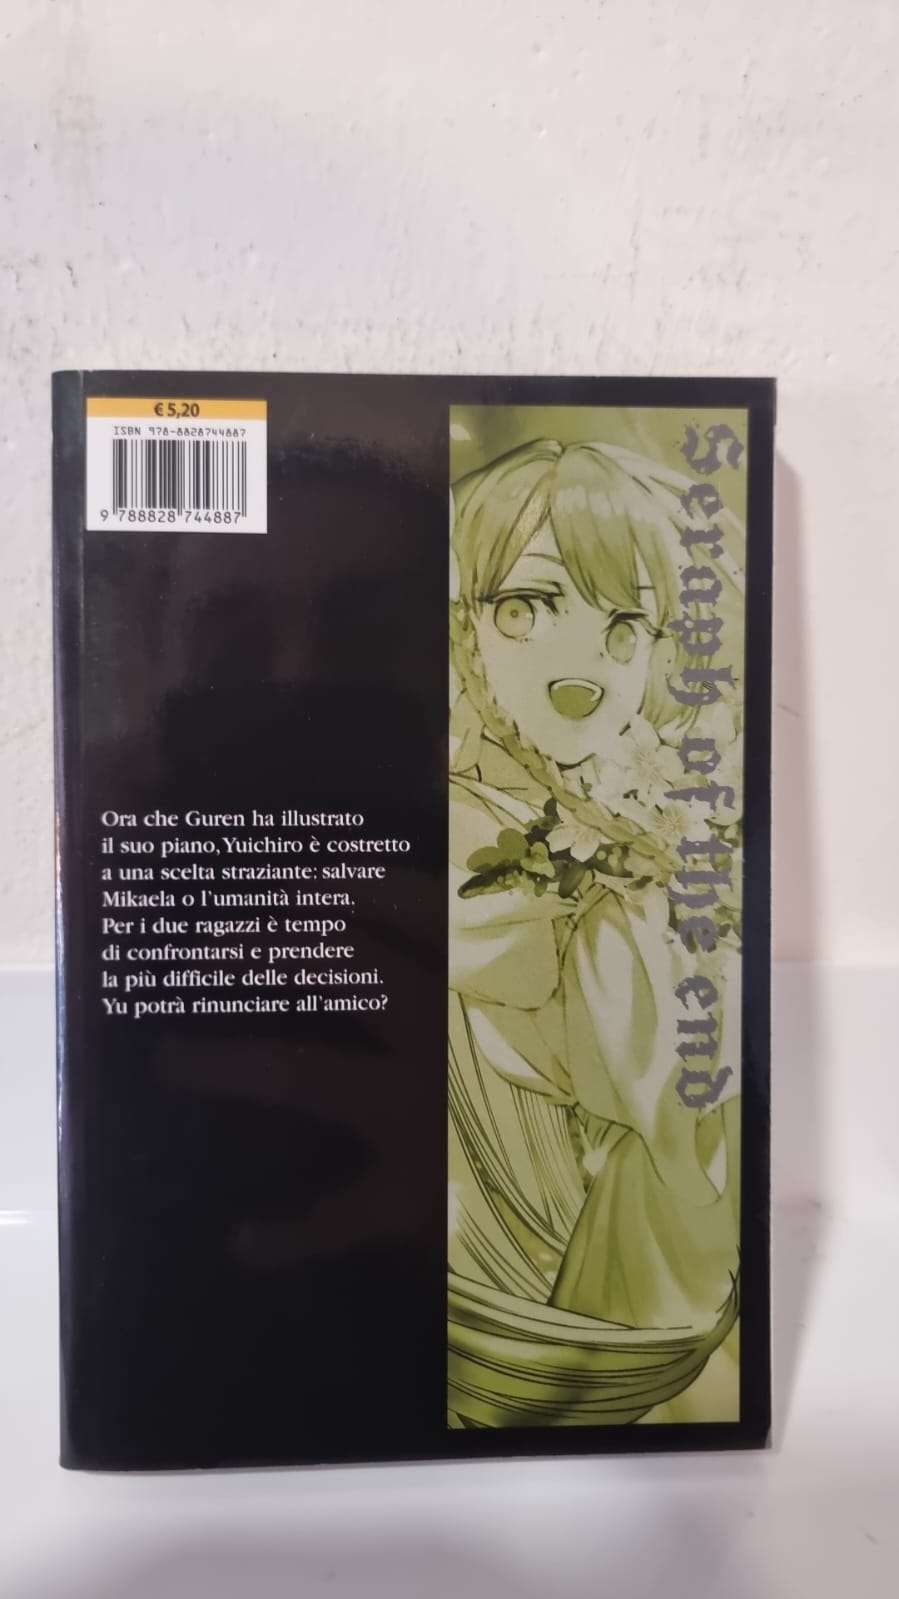 € 5,20
ISBN 978-8828744887
9 788828 744887
Seraph of the end
Ora che Guren ha illustrato
il suo piano, Yuichiro è costretto
a una scelta straziante: salvare
Mikaela o l'umanità intera.
Per i due ragazzi è tempo
di confrontarsi e prendere
la più difficile delle decisioni.
Yu potrà rinunciare all'amico?